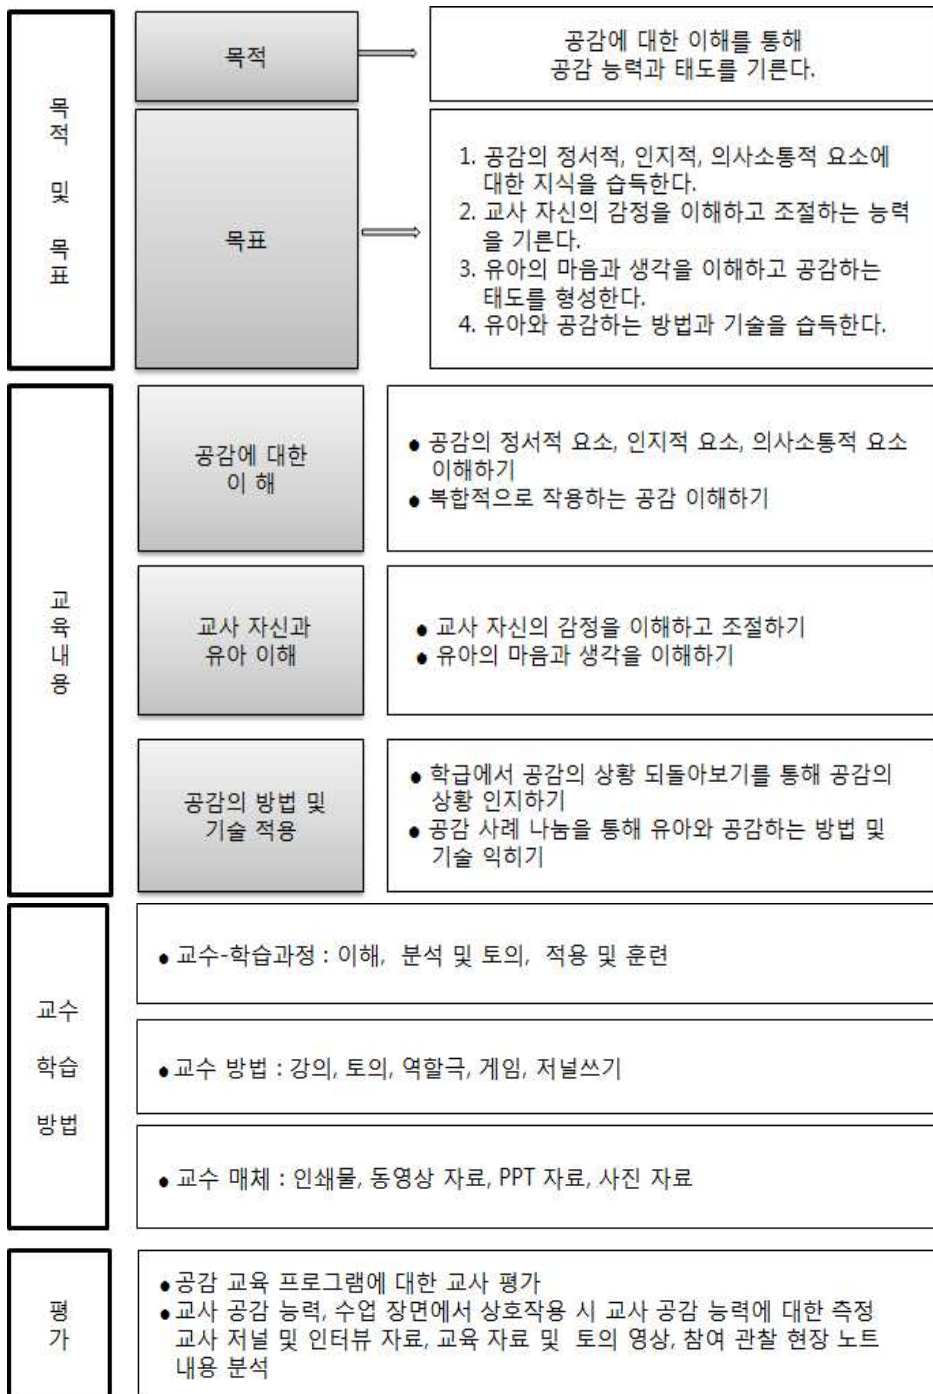 목적 및 목표
목적
공감에 대한 이해를 통해
공감 능력과 태도를 기른다.
목표
1. 공감의 정서적, 인지적, 의사소통적 요소에
대한 지식을 습득한다.
2. 교사 자신의 감정을 이해하고 조절하는 능력
을 기른다.
3. 유아의 마음과 생각을 이해하고 공감하는
태도를 형성한다.
4. 유아와 공감하는 방법과 기술을 습득한다.
교육내용
공감에 대한
이 해
● 공감의 정서적 요소, 인지적 요소, 의사소통적 요소
이해하기
● 복합적으로 작용하는 공감 이해하기
교사 자신과
유아 이해
● 교사 자신의 감정을 이해하고 조절하기
● 유아의 마음과 생각을 이해하기
공감의 방법 및
기술 적용
● 학급에서 공감의 상황 되돌아보기를 통해 공감의
상황 인지하기
● 공감 사례 나눔을 통해 유아와 공감하는 방법 및
기술 익히기
교수
학습
방법
● 교수-학습과정 : 이해, 분석 및 토의, 적용 및 훈련
● 교수 방법 : 강의, 토의, 역할극, 게임, 저널쓰기
● 교수 매체 : 인쇄물, 동영상 자료, PPT 자료, 사진 자료
평가
● 공감 교육 프로그램에 대한 교사 평가
● 교사 공감 능력, 수업 장면에서 상호작용 시 교사 공감 능력에 대한 측정
교사 저널 및 인터뷰 자료, 교육 자료 및 토의 영상, 참여 관찰 현장 노트
내용 분석